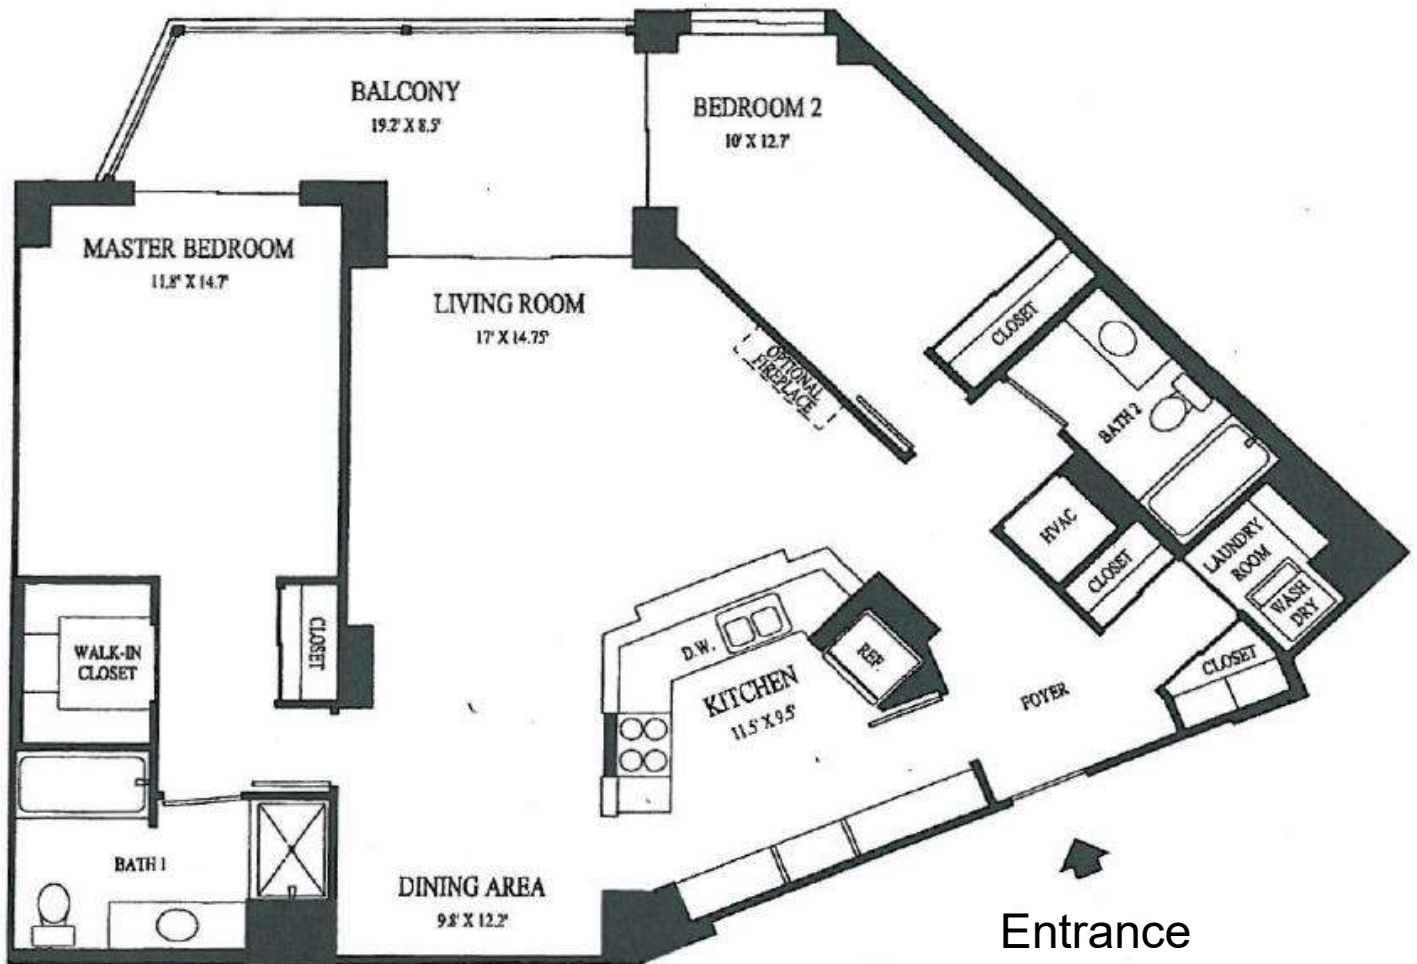 BALCONY
19.2' X 8.5'
BEDROOM 2
10' X 12.7'
MASTER BEDROOM
11.8' X 14.7'
LIVING ROOM
17' X 14.75'
OPTIONAL
FIREPLACE
CLOSET
BATH 2
HVAC
CLOSET
LAUNDRY
ROOM
WASH
DRY
CLOSET
WALK-IN
CLOSET
CLOSET
D.W.
REF.
KITCHEN
11.5' X 9.5'
FOYER
BATH 1
DINING AREA
9.8' X 12.2'
Entrance